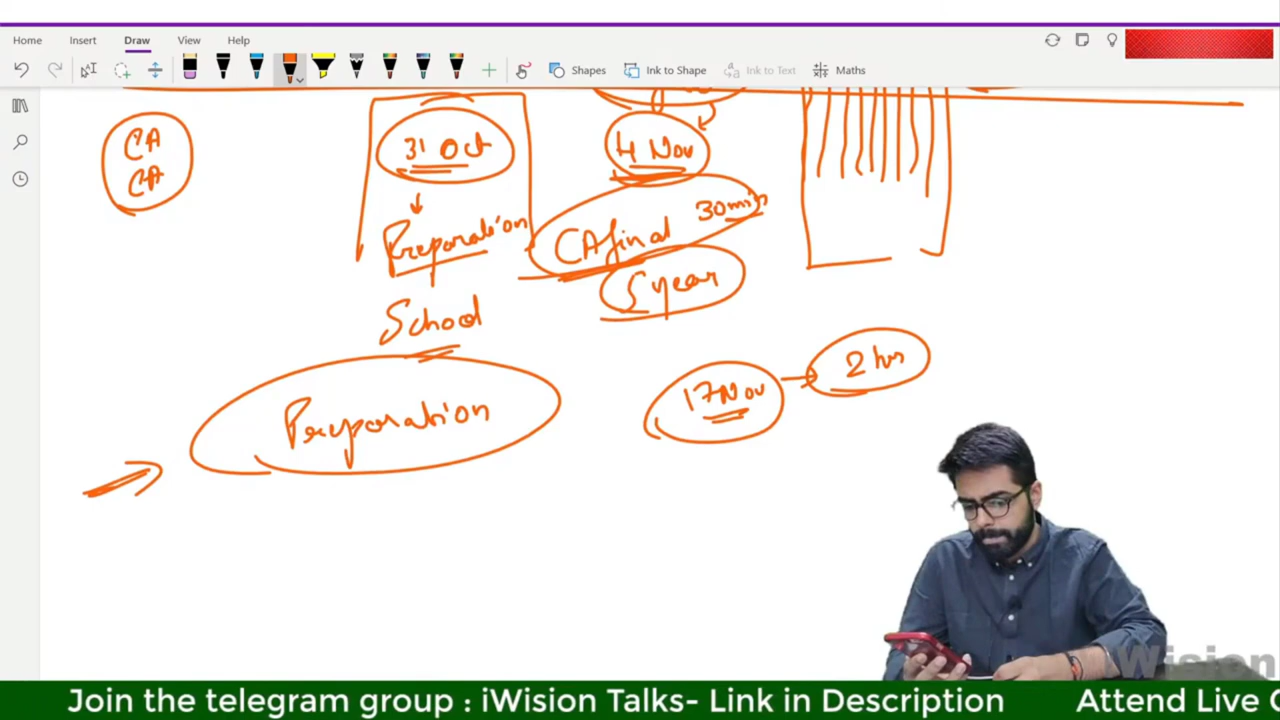 Home Insert Draw View Help
Shapes Ink to Shape Ink to Text Maths
CA
CA
31 Oct
Preparation
School
Preparation
4 Nov
CA final 30 min
5 year
17 Nov
2 hrs
iWision
Join the telegram group : iWision Talks- Link in Description Attend Live